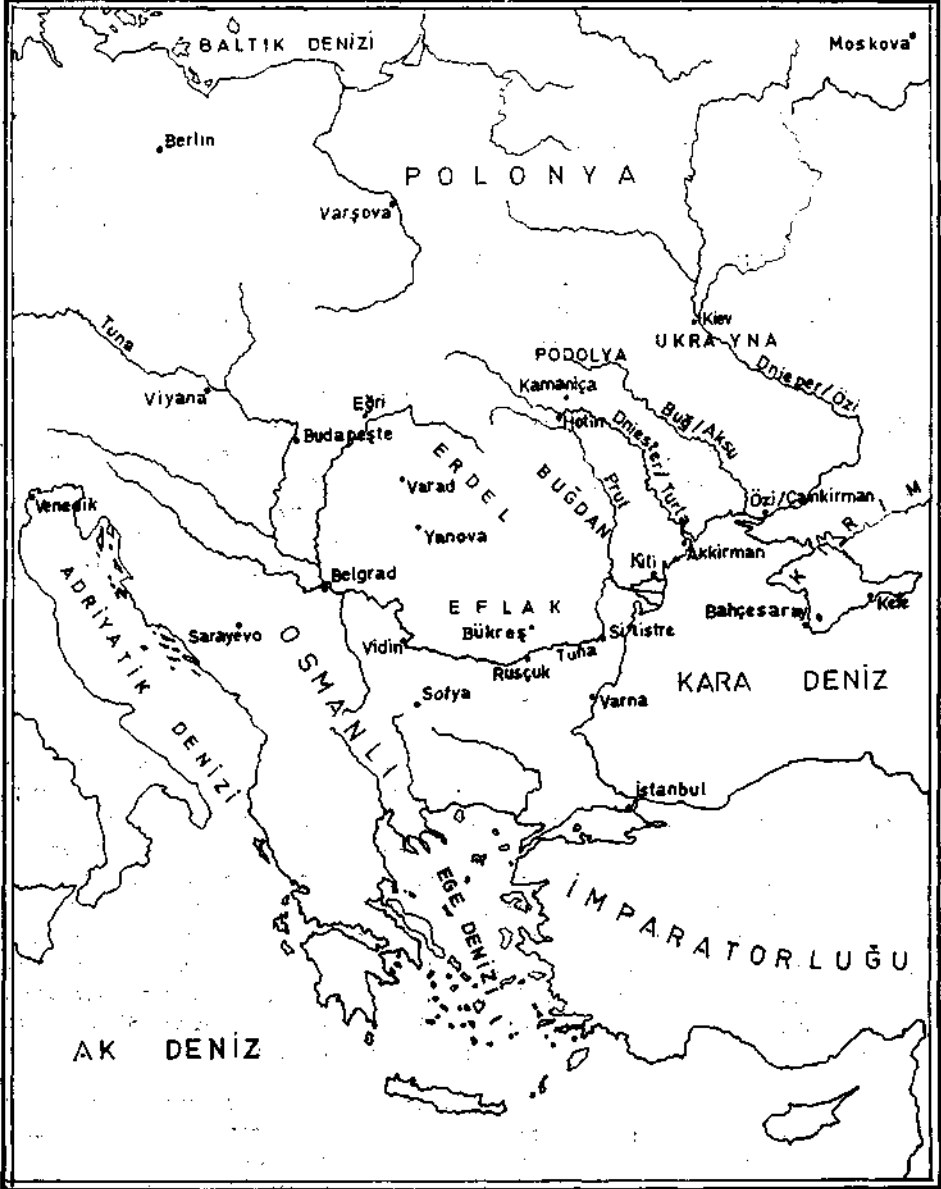 BALTIK DENİZİ
Moskova
Berlin
POLONYA
Varşova
Kiev
UKRAYNA
Tuna
PODOLYA
Dnieper/Özi
Kamaniça
Viyana
Eğri
Hotin
Buğ/Aksu
Budapeşte
Dniester/Turla
ERDEL
BUĞDAN
Prut
Varad
Venedik
Özi/Cankirman
KRIM
Yanova
Akkirman
Kili
Belgrad
ADRİYATİK DENİZİ
EFLAK
Bahçesaray
Kefe
Sarayevo
OSMANLI
Bükreş
Silistre
Vidin
Tuna
Rusçuk
KARA DENİZ
Sofya
Varna
İstanbul
EGE DENİZİ
İMPARATORLUĞU
AK DENİZ